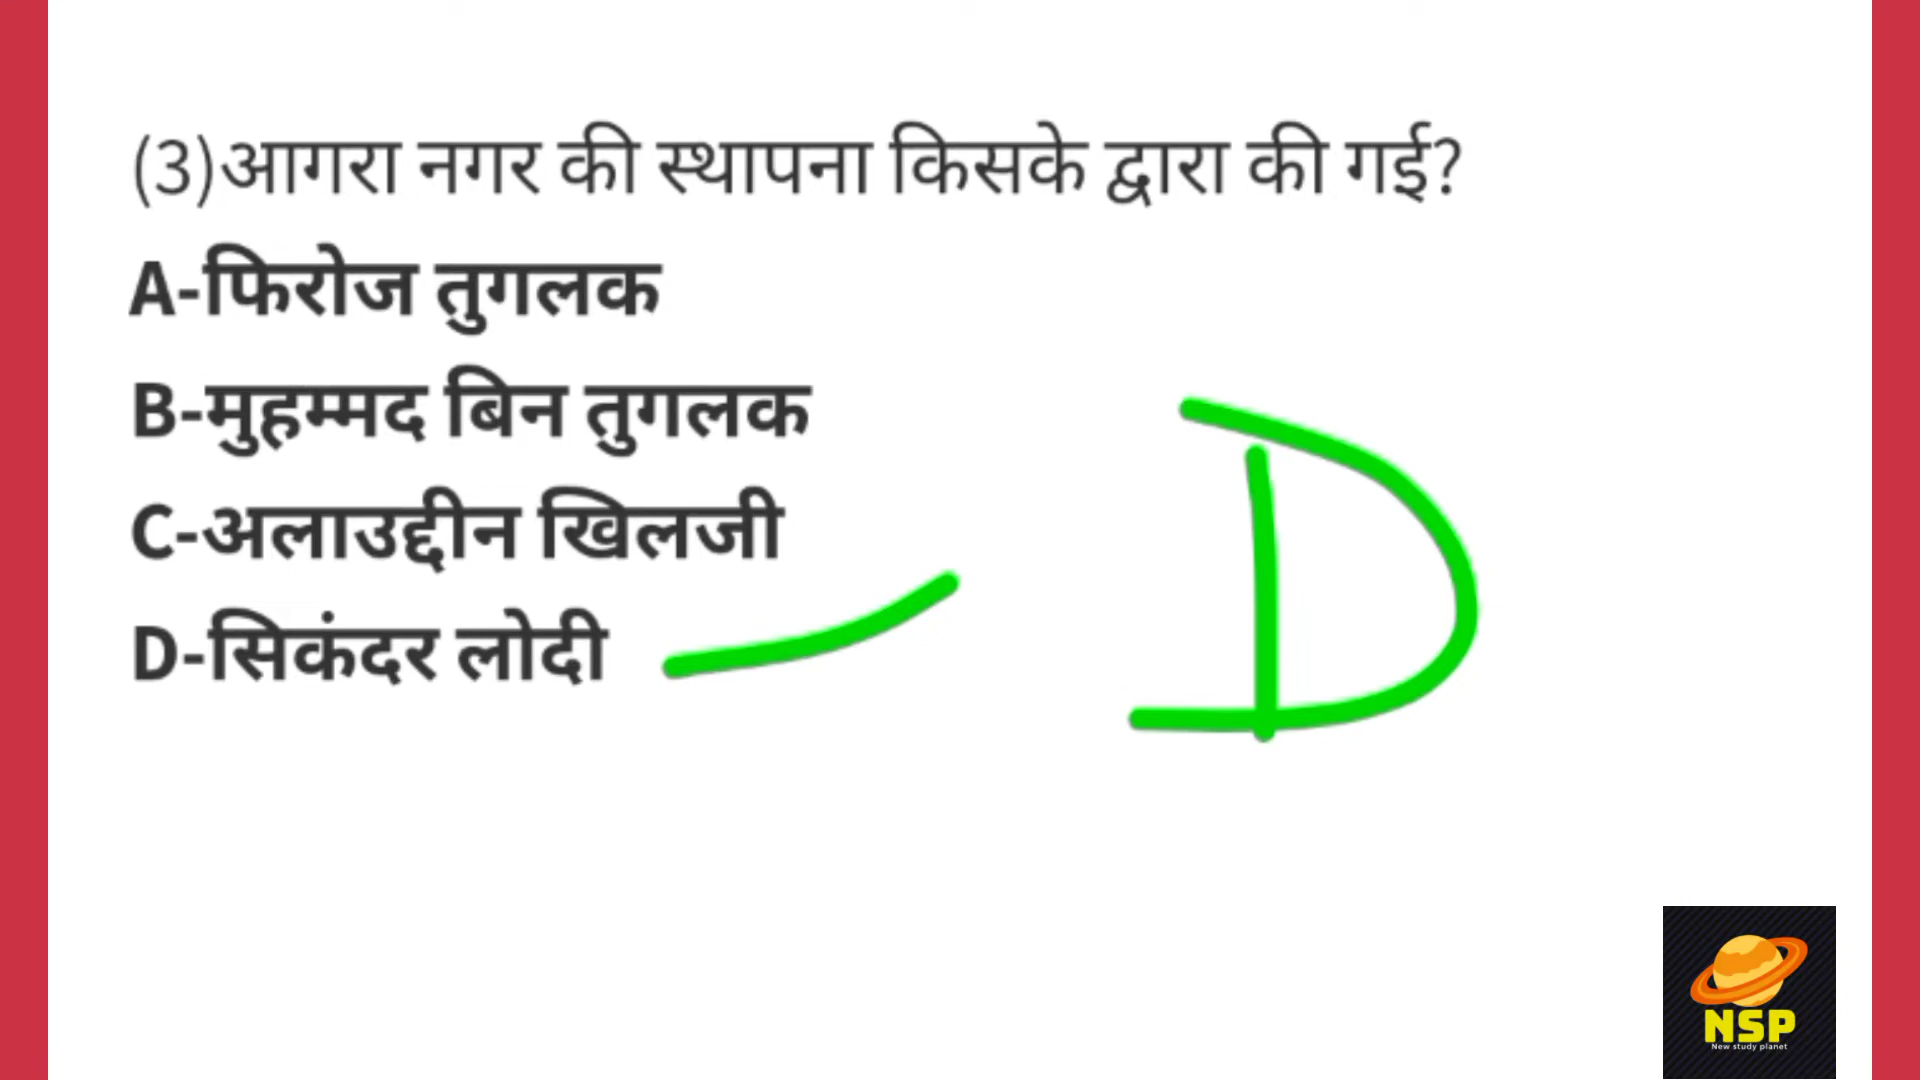 (3)आगरा नगर की स्थापना किसके द्वारा की गई?
A-फिरोज तुगलक
B-मुहम्मद बिन तुगलक
C-अलाउद्दीन खिलजी
D-सिकंदर लोदी
D
NSP
New study planet